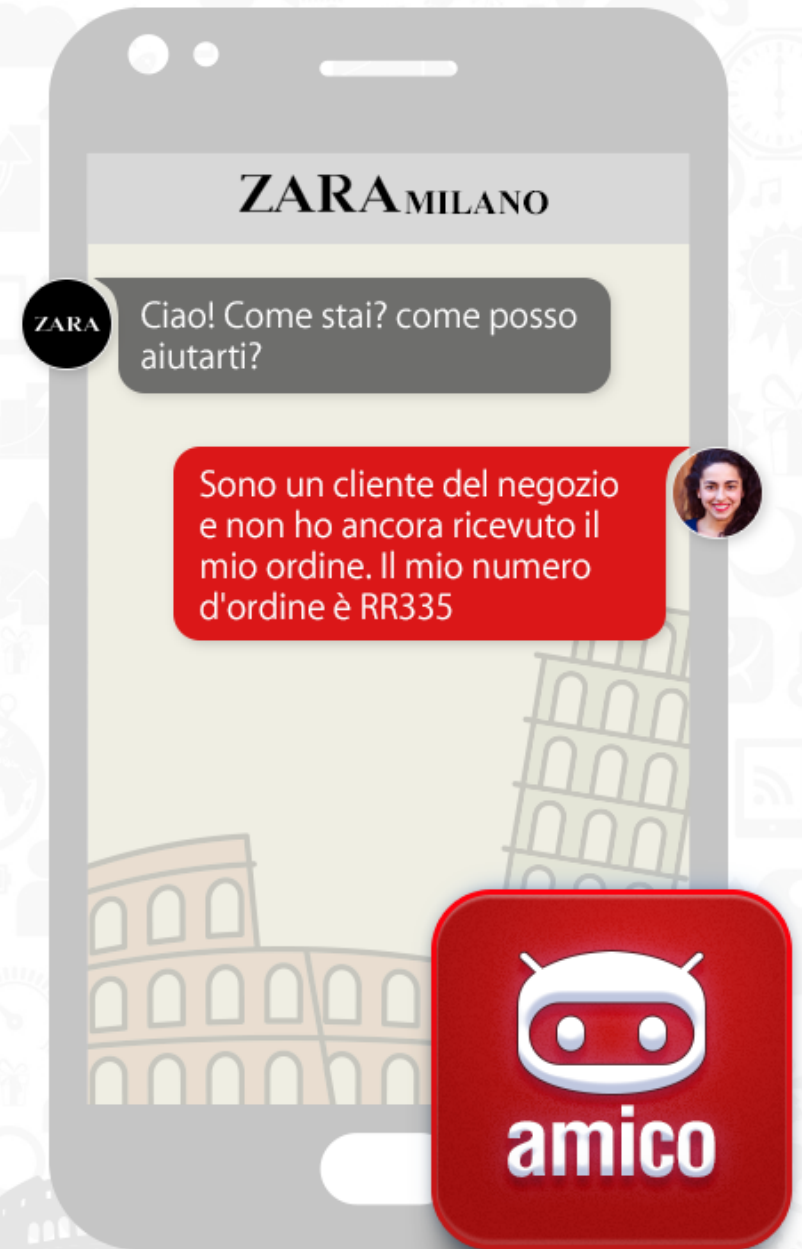 ZARA MILANO
ZARA
Ciao! Come stai? come posso
aiutarti?
Sono un cliente del negozio
e non ho ancora ricevuto il
mio ordine. Il mio numero
d'ordine è RR335
amico